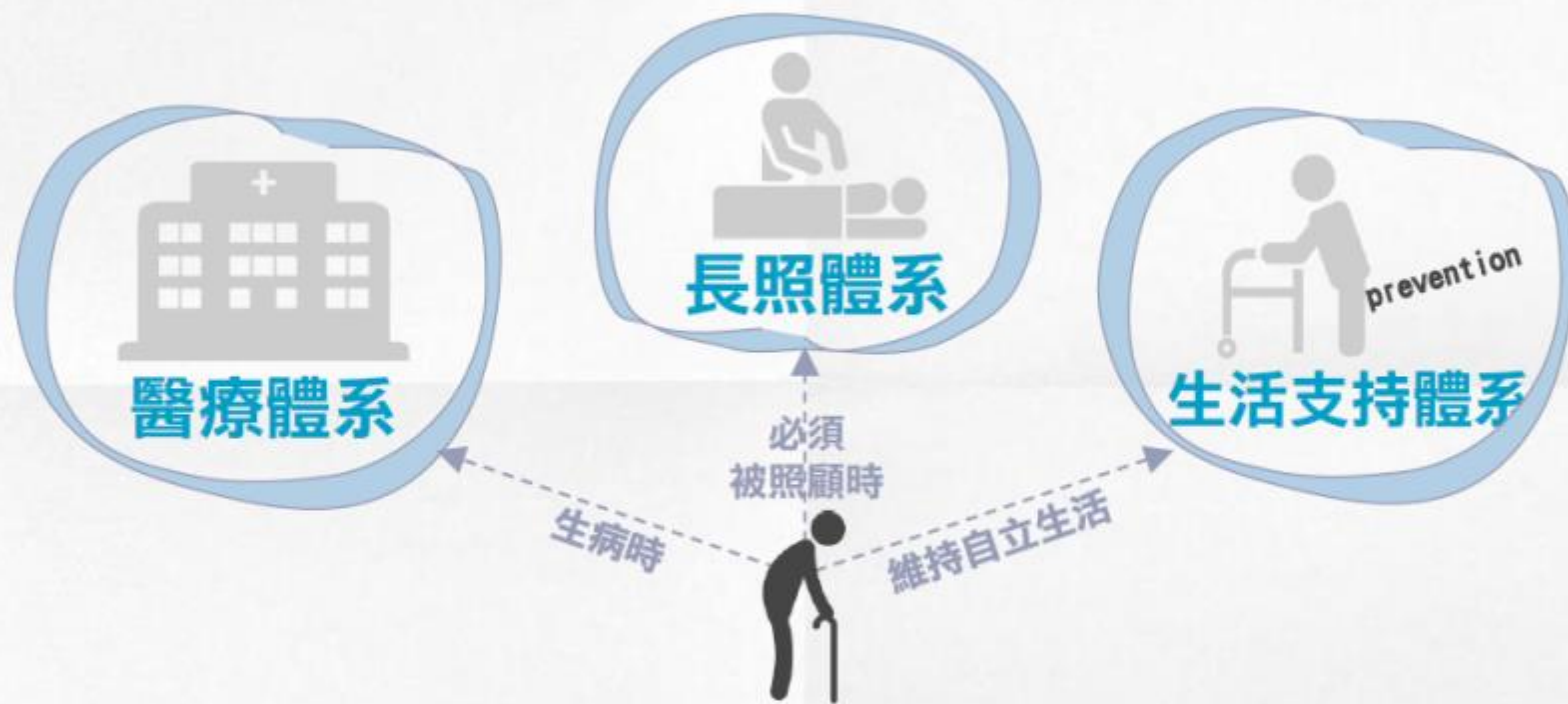 長照體系
prevention
醫療體系
生活支持體系
必須
被照顧時
生病時
維持自立生活